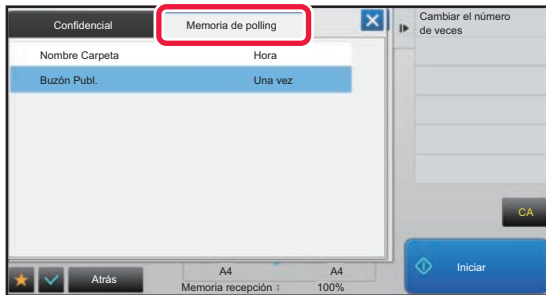 Confidencial
Memoria de polling
Cambiar el número
de veces
Nombre Carpeta Hora
Buzón Publ. Una vez
CA
Atrás
A4 A4
Memoria recepción : 100%
Iniciar